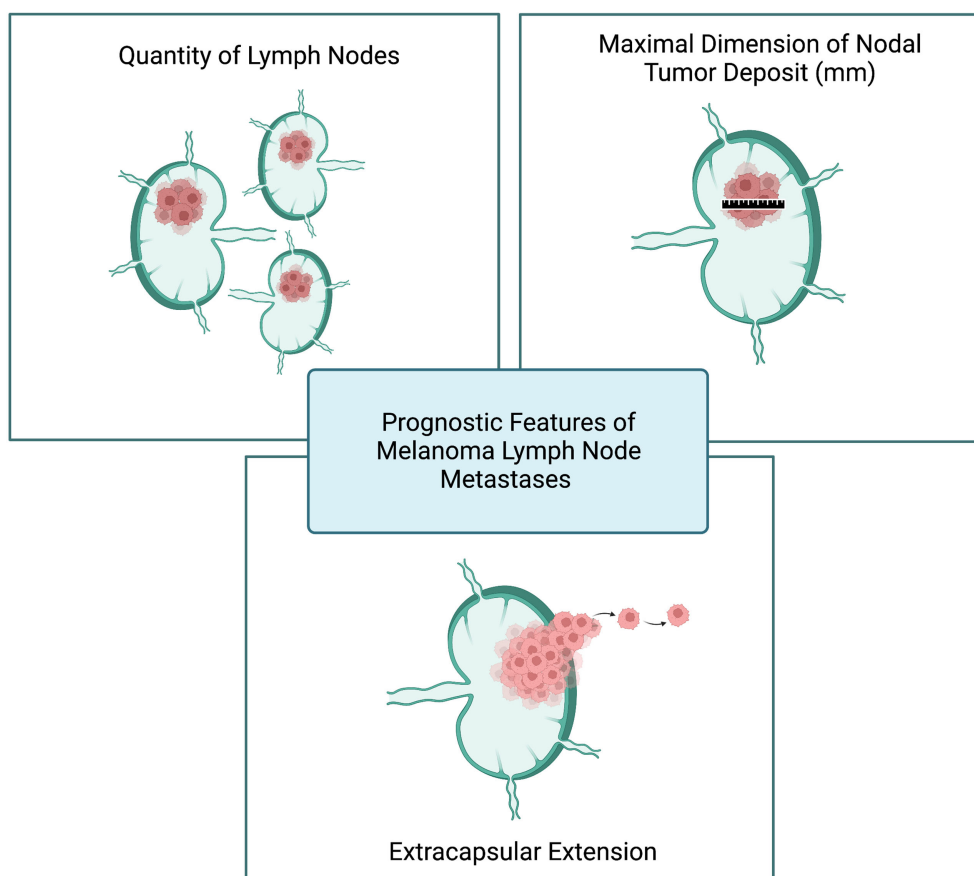 Quantity of Lymph Nodes
Maximal Dimension of Nodal
Tumor Deposit (mm)
Prognostic Features of
Melanoma Lymph Node
Metastases
Extracapsular Extension